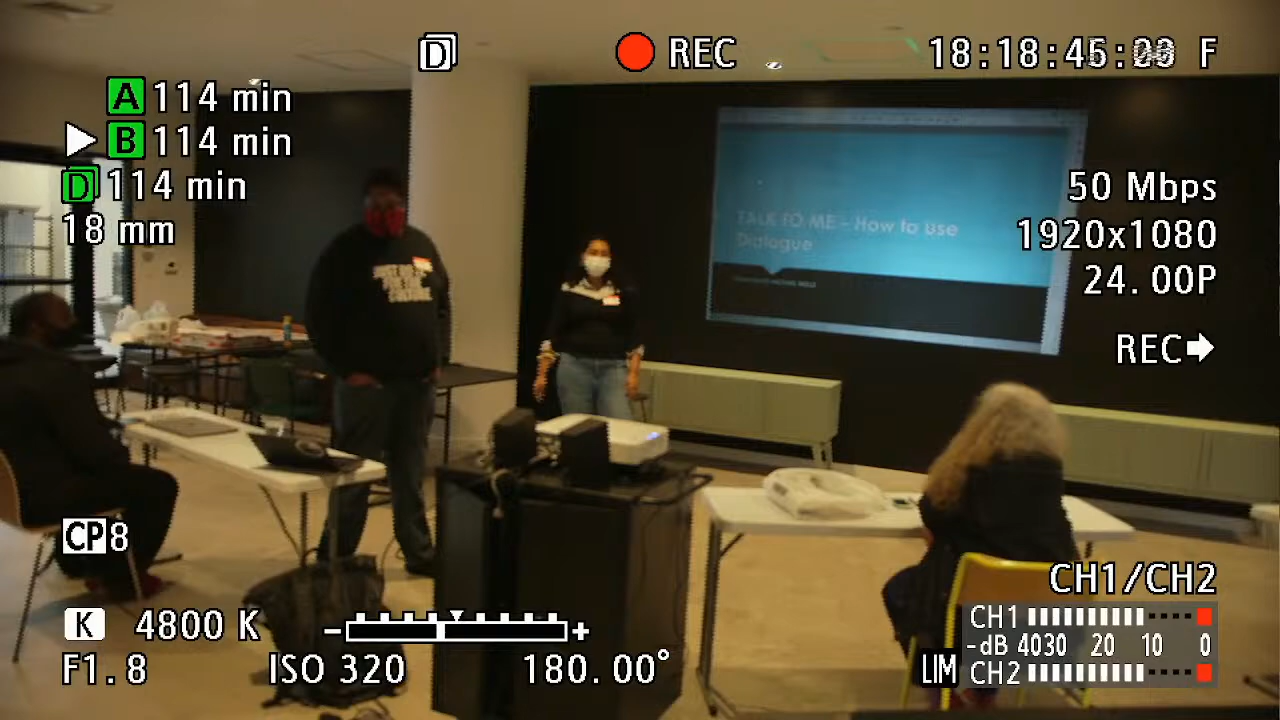 D
REC
18:18:45:00 F
A 114 min
B 114 min
D 114 min
18 mm
50 Mbps
1920x1080
24.00P
REC
TALK TO ME - How to Use
Dialogue
CP 8
K 4800 K
- +
F1.8
ISO 320
180.00°
CH1/CH2
CH1
-dB 40 30 20 10 0
LIM CH2